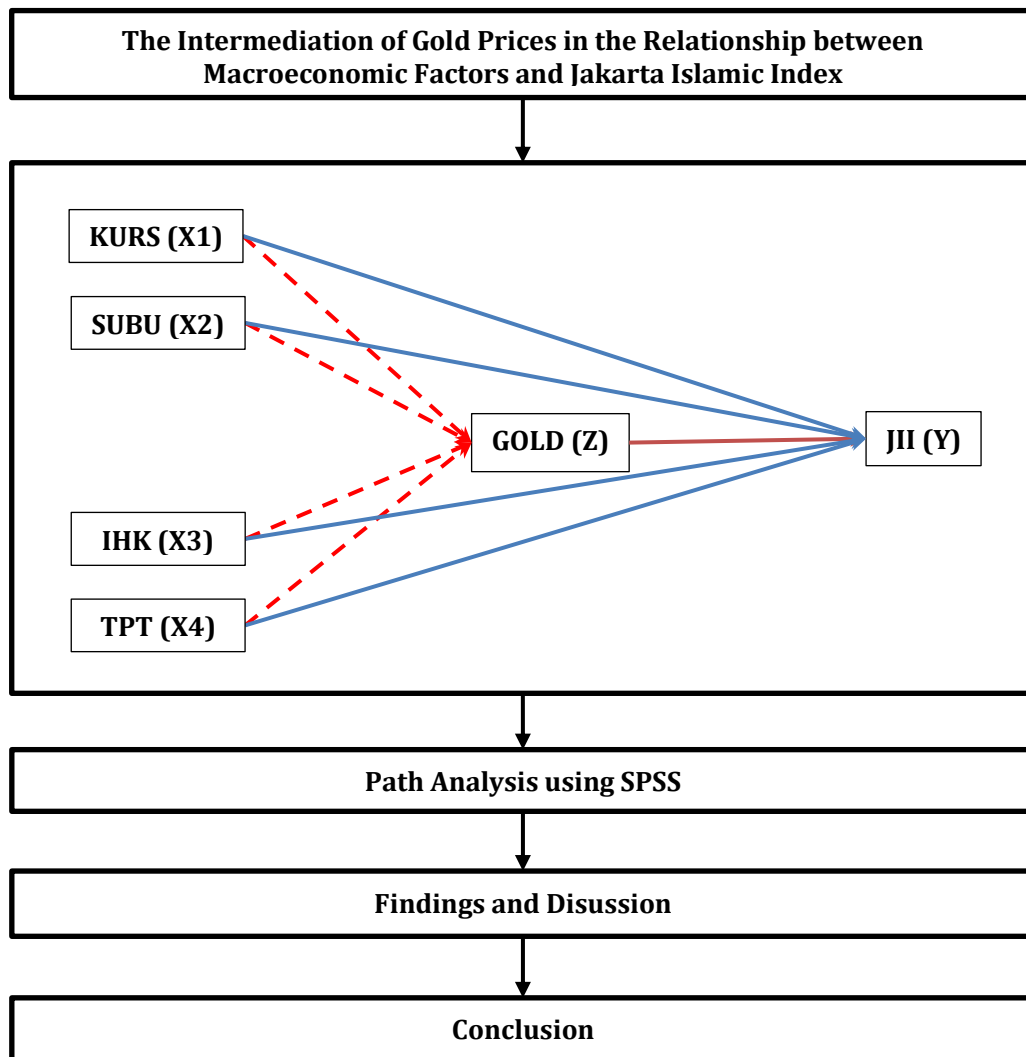 The Intermediation of Gold Prices in the Relationship between
Macroeconomic Factors and Jakarta Islamic Index
KURS (X1)
SUBU (X2)
GOLD (Z)
JII (Y)
IHK (X3)
TPT (X4)
Path Analysis using SPSS
Findings and Disussion
Conclusion